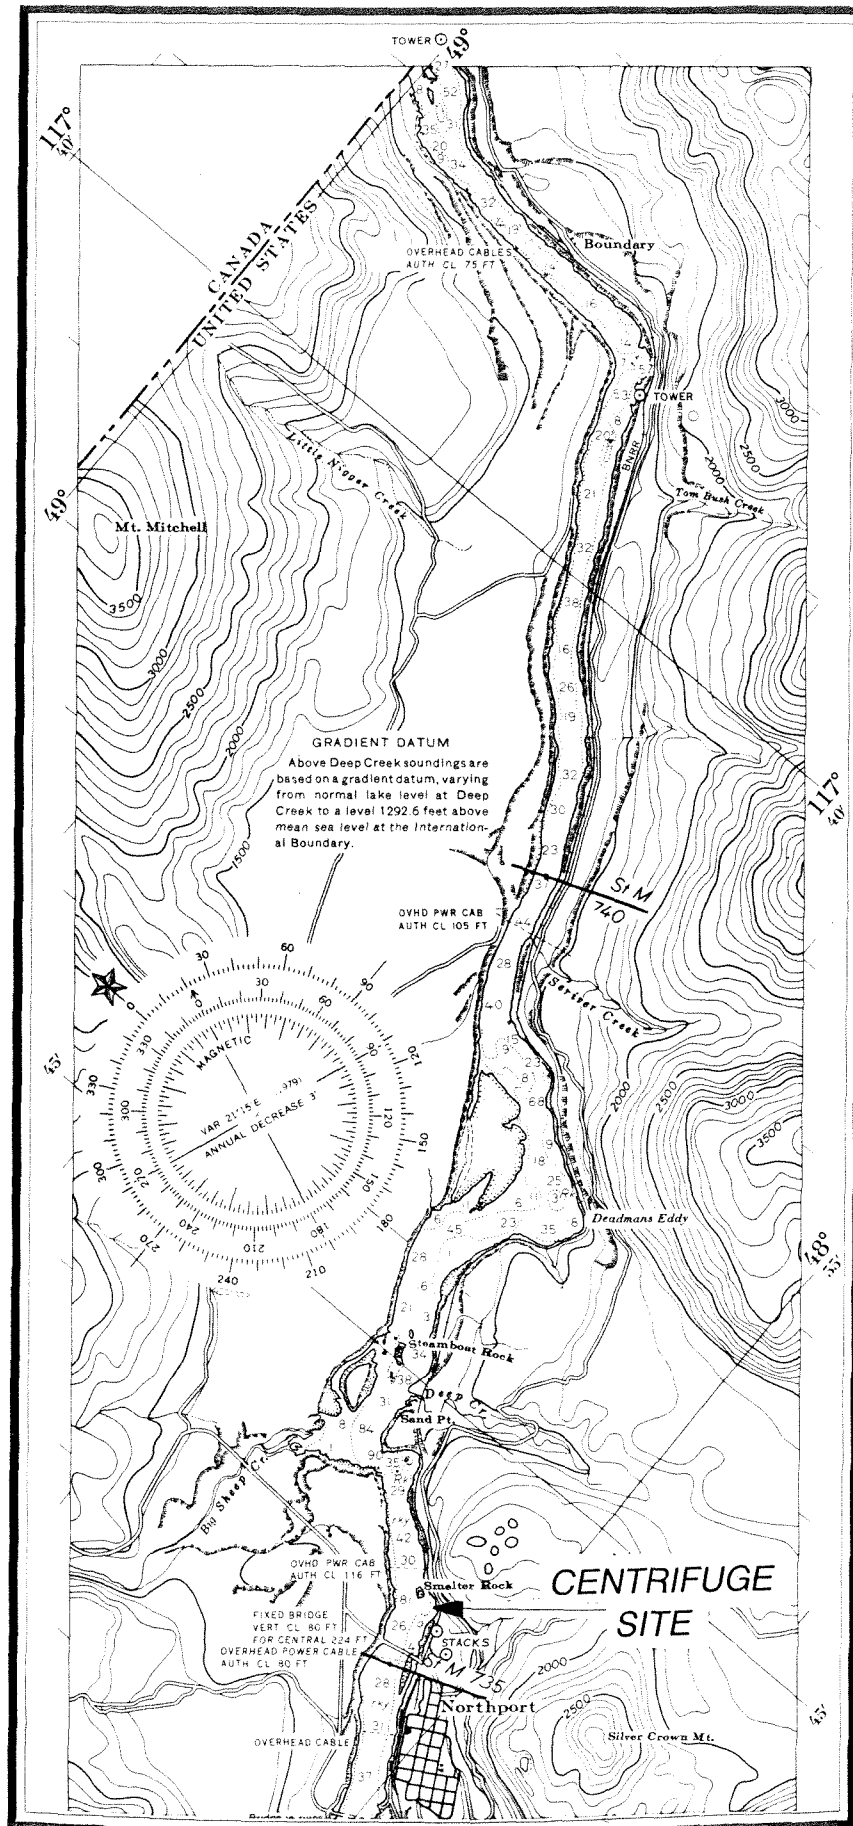 TOWER
49°
117°
40'
CANADA
UNITED STATES
OVERHEAD CABLES
AUTH CL 75 FT
Boundary
TOWER
BNRR
3000
2500
2000
Little Nigger Creek
Tom Bush Creek
49°
Mt. Mitchell
3500
3000
2500
2000
1500
GRADIENT DATUM
Above Deep Creek soundings are
based on a gradient datum, varying
from normal lake level at Deep
Creek to a level 1292.6 feet above
mean sea level at the Internation-
al Boundary.
117°
40'
St M
740
OVHD PWR CAB
AUTH CL 105 FT
Creek
MAGNETIC
VAR 21°15'E
ANNUAL DECREASE 3'
45'
2000
2500
3000
3500
Deadmans Eddy
48°
55'
Steamboat Rock
Deep Cr.
Sand Pt.
Big Sheep Cr.
OVHD PWR CAB
AUTH CL 116 FT
Smelter Rock
CENTRIFUGE
SITE
FIXED BRIDGE
VERT CL 80 FT
FOR CENTRAL 224 FT
OVERHEAD POWER CABLE
AUTH CL 80 FT
STACKS
St M 735
Northport
2000
2500
Silver Crown Mt.
45'
OVERHEAD CABLE